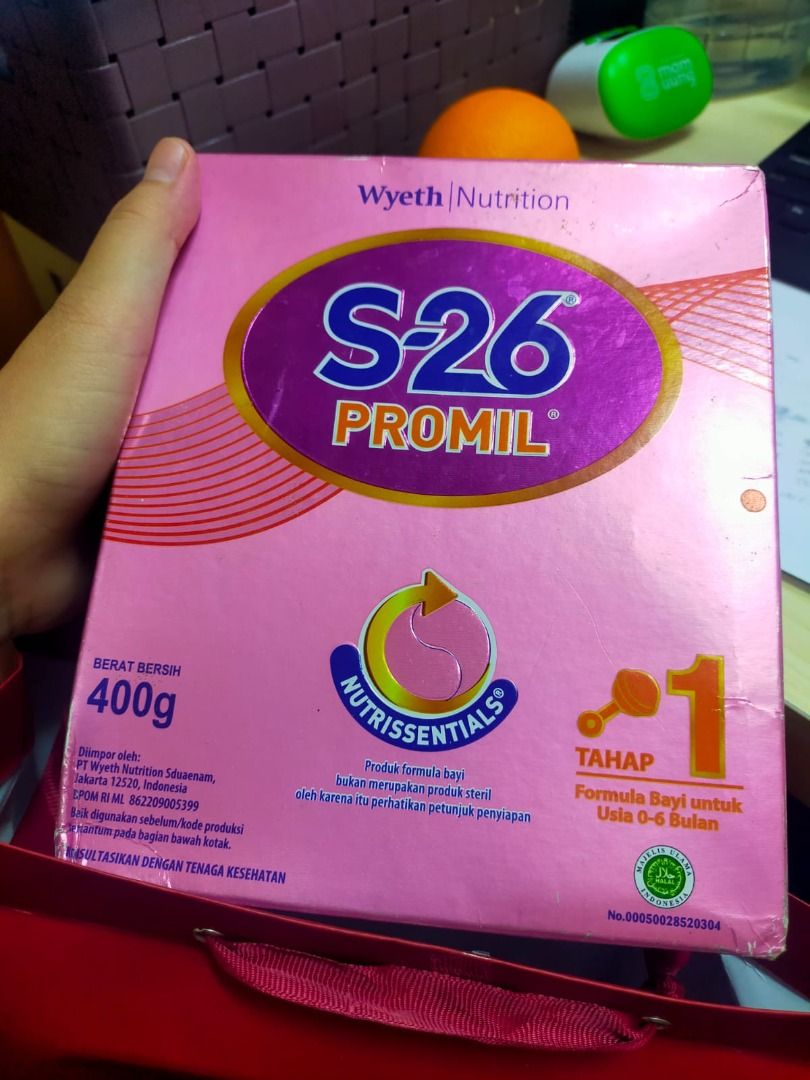 mom
uung
Wyeth | Nutrition
S-26®
PROMIL®
BERAT BERSIH
400g
Diimpor oleh:
PT Wyeth Nutrition Sduaenam,
Jakarta 12520, Indonesia
BPOM RI ML 862209005399
Baik digunakan sebelum/kode produksi
tercantum pada bagian bawah kotak.
KONSULTASIKAN DENGAN TENAGA KESEHATAN
NUTRISSENTIALS®
Produk formula bayi
bukan merupakan produk steril
oleh karena itu perhatikan petunjuk penyiapan
TAHAP 1
Formula Bayi untuk
Usia 0-6 Bulan
MAJELIS ULAMA
حلال
HALAL
INDONESIA
No.00050028520304